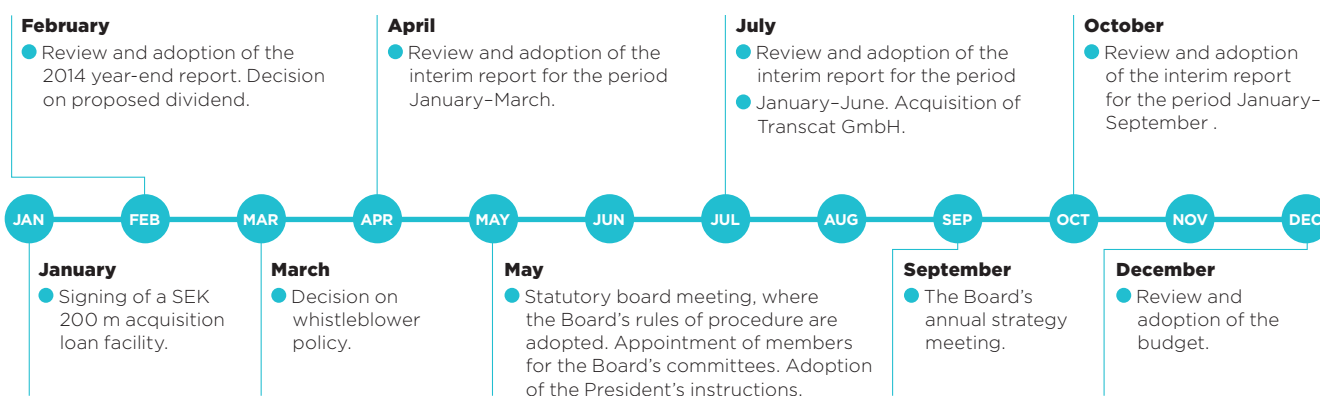 February
Review and adoption of the
2014 year-end report. Decision
on proposed dividend.
April
Review and adoption of the
interim report for the period
January–March.
July
Review and adoption of the
interim report for the period
January–June. Acquisition of
Transcat GmbH.
October
Review and adoption
of the interim report
for the period January–
September .
JAN FEB MAR APR MAY JUN JUL AUG SEP OCT NOV DEC
January
Signing of a SEK
200 m acquisition
loan facility.
March
Decision on
whistleblower
policy.
May
Statutory board meeting, where
the Board’s rules of procedure are
adopted. Appointment of members
for the Board’s committees. Adoption
of the President’s instructions.
September
The Board’s
annual strategy
meeting.
December
Review and
adoption of the
budget.